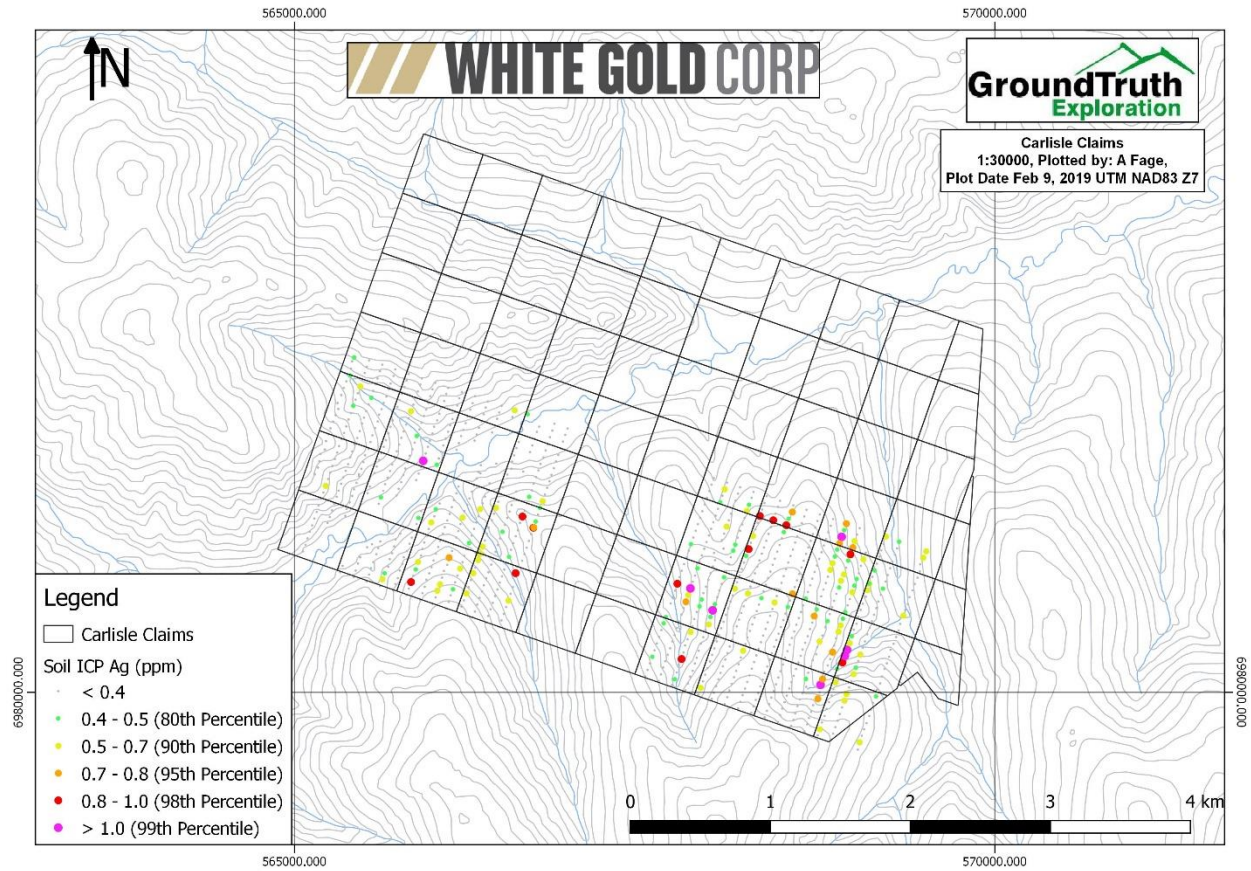 565000.000
570000.000
N
WHITE GOLD CORP
GroundTruth
Exploration
Carlisle Claims
1:30000, Plotted by: A Fage,
Plot Date Feb 9, 2019 UTM NAD83 Z7
6980000.000
6980000.000
Legend
Carlisle Claims
Soil ICP Ag (ppm)
< 0.4
0.4 - 0.5 (80th Percentile)
0.5 - 0.7 (90th Percentile)
0.7 - 0.8 (95th Percentile)
0.8 - 1.0 (98th Percentile)
> 1.0 (99th Percentile)
0 1 2 3 4 km
565000.000
570000.000